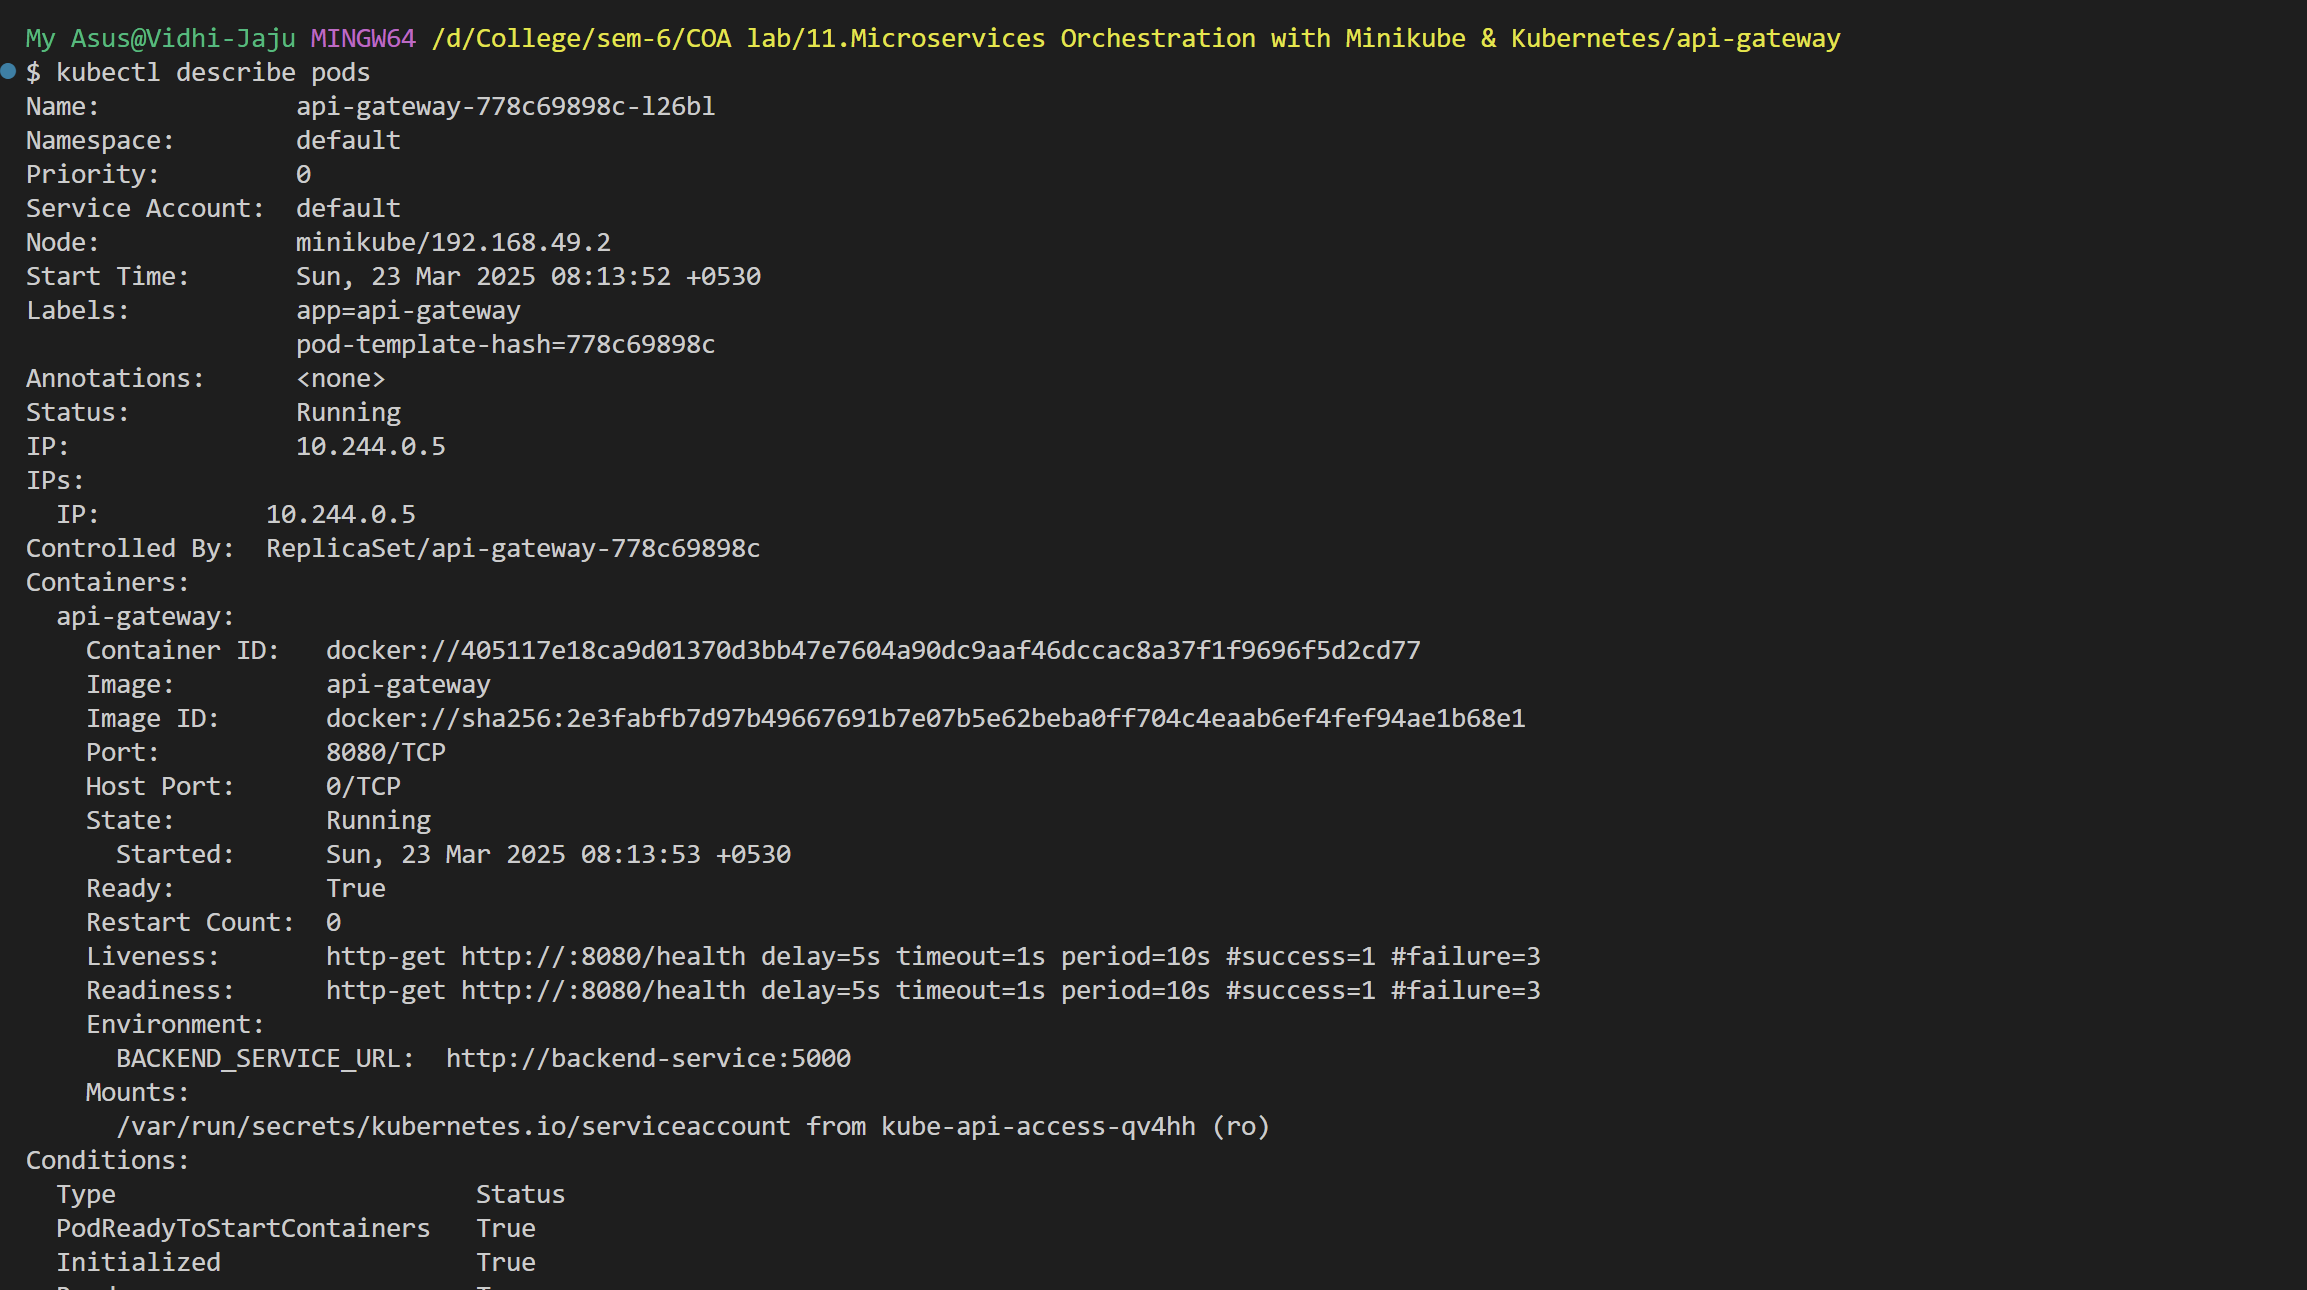 My Asus@Vidhi-Jaju MINGW64 /d/College/sem-6/COA lab/11.Microservices Orchestration with Minikube & Kubernetes/api-gateway
$ kubectl describe pods
Name:             api-gateway-778c69898c-l26bl
Namespace:        default
Priority:         0
Service Account:  default
Node:             minikube/192.168.49.2
Start Time:       Sun, 23 Mar 2025 08:13:52 +0530
Labels:           app=api-gateway
                  pod-template-hash=778c69898c
Annotations:      <none>
Status:           Running
IP:               10.244.0.5
IPs:
  IP:           10.244.0.5
Controlled By:  ReplicaSet/api-gateway-778c69898c
Containers:
  api-gateway:
    Container ID:   docker://405117e18ca9d01370d3bb47e7604a90dc9aaf46dccac8a37f1f9696f5d2cd77
    Image:          api-gateway
    Image ID:       docker://sha256:2e3fabfb7d97b49667691b7e07b5e62beba0ff704c4eaab6ef4fef94ae1b68e1
    Port:           8080/TCP
    Host Port:      0/TCP
    State:          Running
      Started:      Sun, 23 Mar 2025 08:13:53 +0530
    Ready:          True
    Restart Count:  0
    Liveness:       http-get http://:8080/health delay=5s timeout=1s period=10s #success=1 #failure=3
    Readiness:      http-get http://:8080/health delay=5s timeout=1s period=10s #success=1 #failure=3
    Environment:
      BACKEND_SERVICE_URL:  http://backend-service:5000
    Mounts:
      /var/run/secrets/kubernetes.io/serviceaccount from kube-api-access-qv4hh (ro)
Conditions:
  Type                        Status
  PodReadyToStartContainers   True
  Initialized                 True